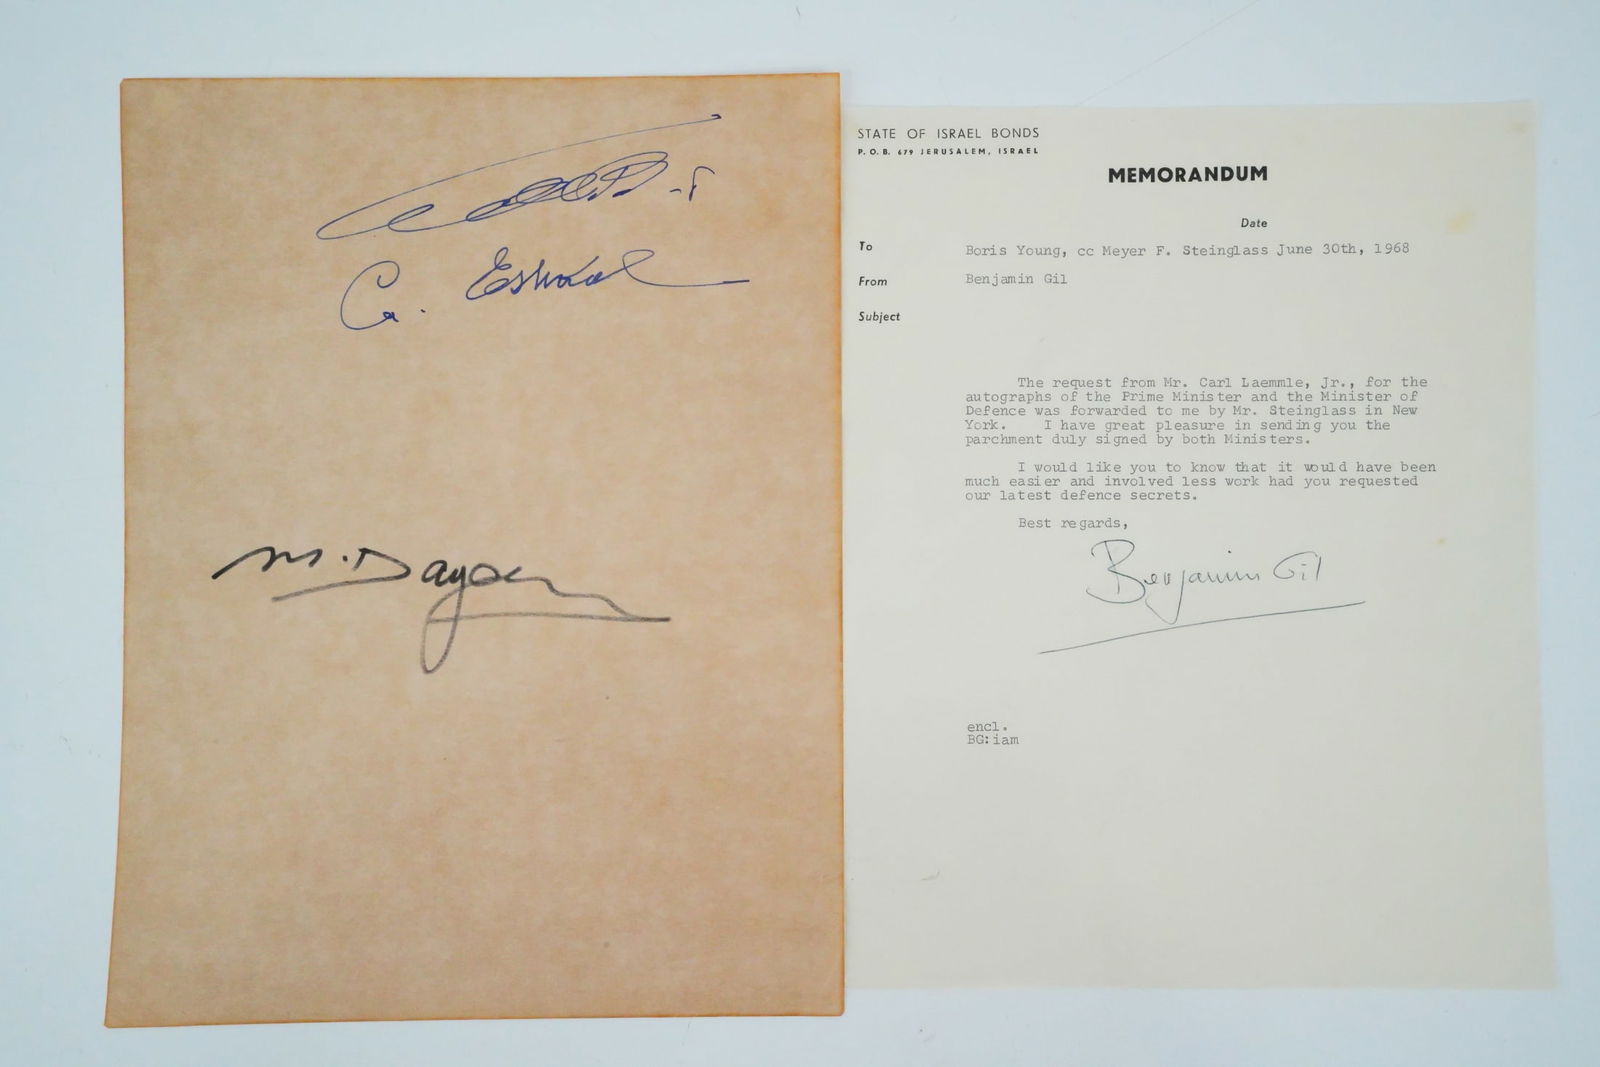 Eshkol
M. Dayan
STATE OF ISRAEL BONDS
P. O. B. 679 JERUSALEM, ISRAEL
MEMORANDUM
Date
To Boris Young, cc Meyer F. Steinglass June 30th, 1968
From Benjamin Gil
Subject
The request from Mr. Carl Laemmle, Jr., for the
autographs of the Prime Minister and the Minister of
Defence was forwarded to me by Mr. Steinglass in New
York. I have great pleasure in sending you the
parchment duly signed by both Ministers.
I would like you to know that it would have been
much easier and involved less work had you requested
our latest defence secrets.
Best regards,
Benjamin Gil
encl.
BG:iam